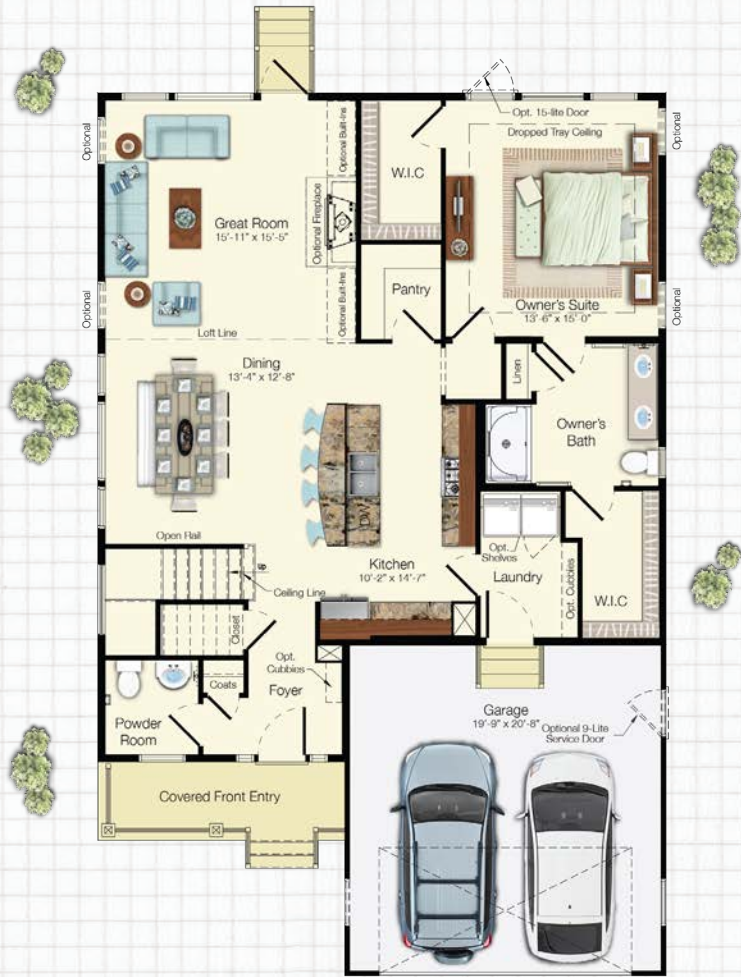 Opt. 15-lite Door
Optional
Optional Built-Ins
Dropped Tray Ceiling
Optional
W.I.C
Great Room
15'-11" x 15'-5"
Optional Fireplace
Pantry
Owner's Suite
13'-6" x 15'-0"
Optional
Optional Built-Ins
Optional
Loft Line
Dining
13'-4" x 12'-8"
Linen
Owner's
Bath
DW
Open Rail
Opt.
Shelves
Kitchen
10'-2" x 14'-7"
Laundry
Opt. Cubbies
Ceiling Line
W.I.C
Closet
Opt.
Cubbies
Coats
Foyer
Powder
Room
Garage
19'-9" x 20'-8"
Optional 9-Lite
Service Door
Covered Front Entry